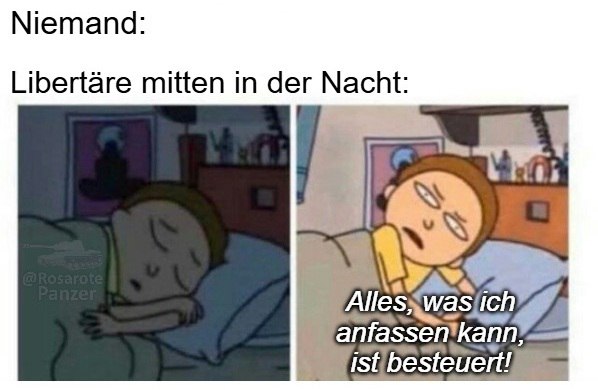 Niemand:
Libertäre mitten in der Nacht:
@Rosarote
Panzer
Alles, was ich
anfassen kann,
ist besteuert!